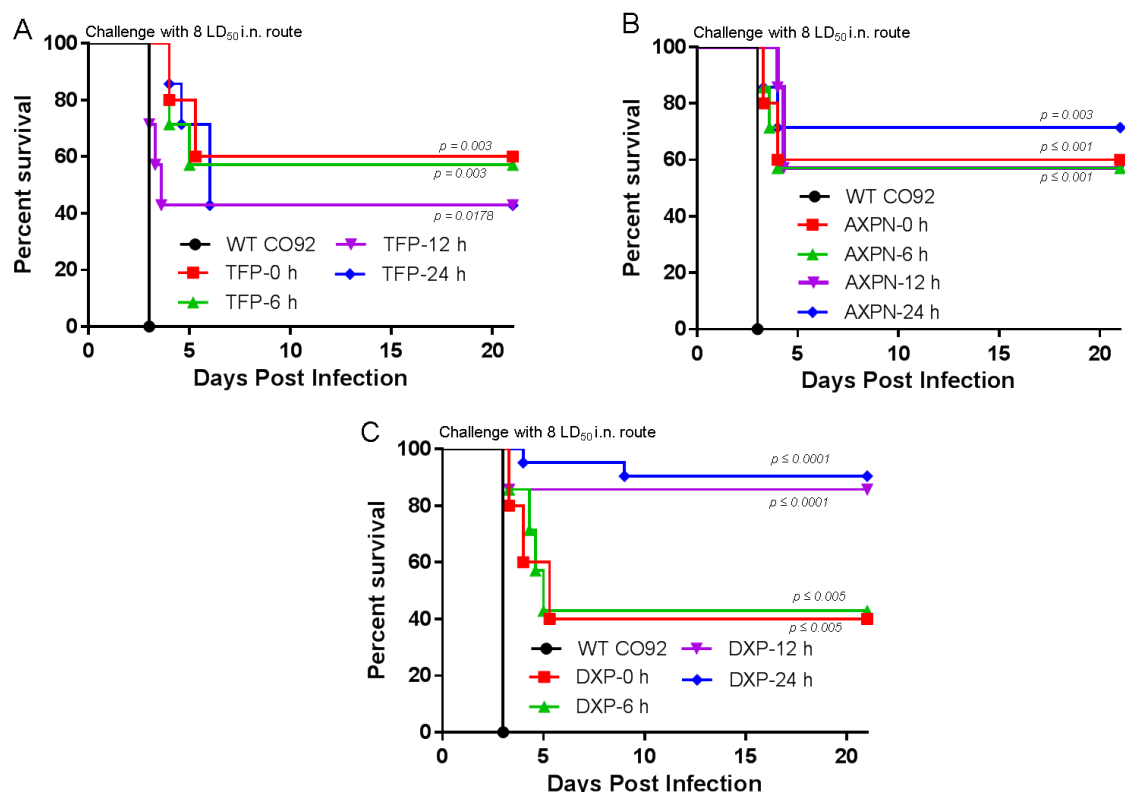 A
Challenge with 8 LD50 i.n. route
Percent survival
100
80
60
40
20
0
p = 0.003
p = 0.003
p = 0.0178
WT CO92
TFP-0 h
TFP-6 h
TFP-12 h
TFP-24 h
0
5
10
15
20
Days Post Infection
B
Challenge with 8 LD50 i.n. route
Percent survival
100
80
60
40
20
0
p = 0.003
p ≤ 0.001
p ≤ 0.001
WT CO92
AXPN-0 h
AXPN-6 h
AXPN-12 h
AXPN-24 h
0
5
10
15
20
Days Post Infection
C
Challenge with 8 LD50 i.n. route
Percent survival
100
80
60
40
20
0
p ≤ 0.0001
p ≤ 0.0001
p ≤ 0.005
p ≤ 0.005
WT CO92
DXP-0 h
DXP-6 h
DXP-12 h
DXP-24 h
0
5
10
15
20
Days Post Infection